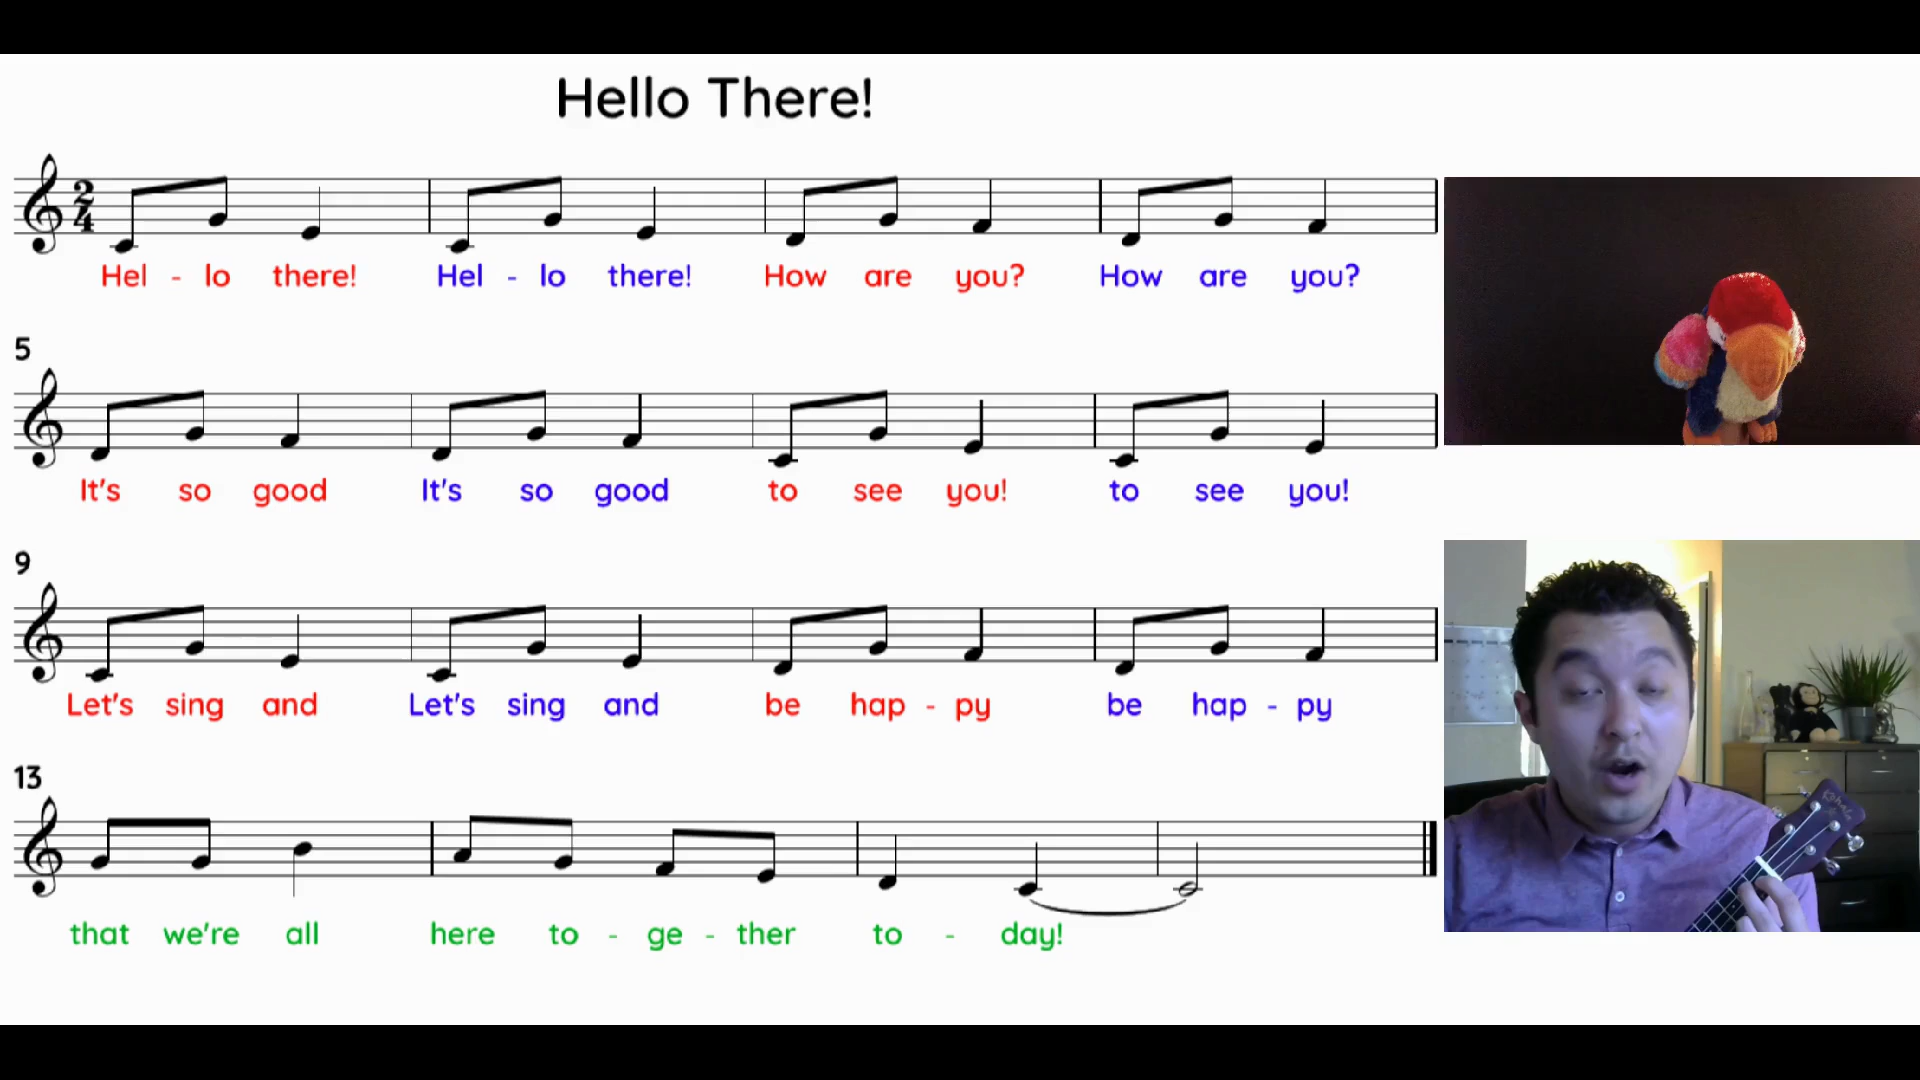 Hello There!
2
4
Hel - lo there! Hel - lo there! How are you? How are you?
5
It's so good It's so good to see you! to see you!
9
Let's sing and Let's sing and be hap - py be hap - py
13
that we're all here to - ge - ther to - day!